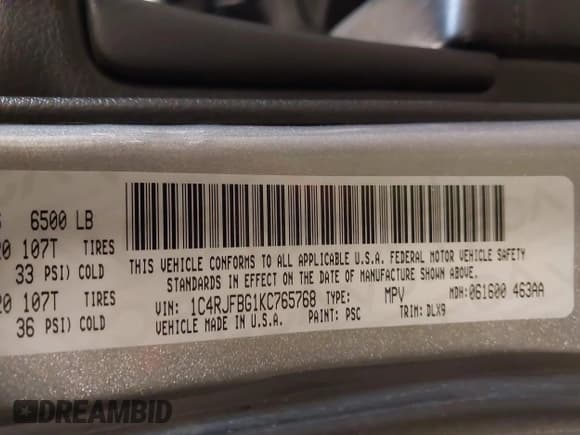 6500 LB
107T TIRES
33 PSI) COLD
107T TIRES
36 PSI) COLD
THIS VEHICLE CONFORMS TO ALL APPLICABLE U.S.A. FEDERAL MOTOR VEHICLE SAFETY
STANDARDS IN EFFECT ON THE DATE OF MANUFACTURE SHOWN ABOVE.
VIN: 1C4RJFBG1KC765768 TYPE: MPV MDH: 061600 463AA
VEHICLE MADE IN U.S.A. PAINT: PSC TRIM: DLX9
DREAMBID